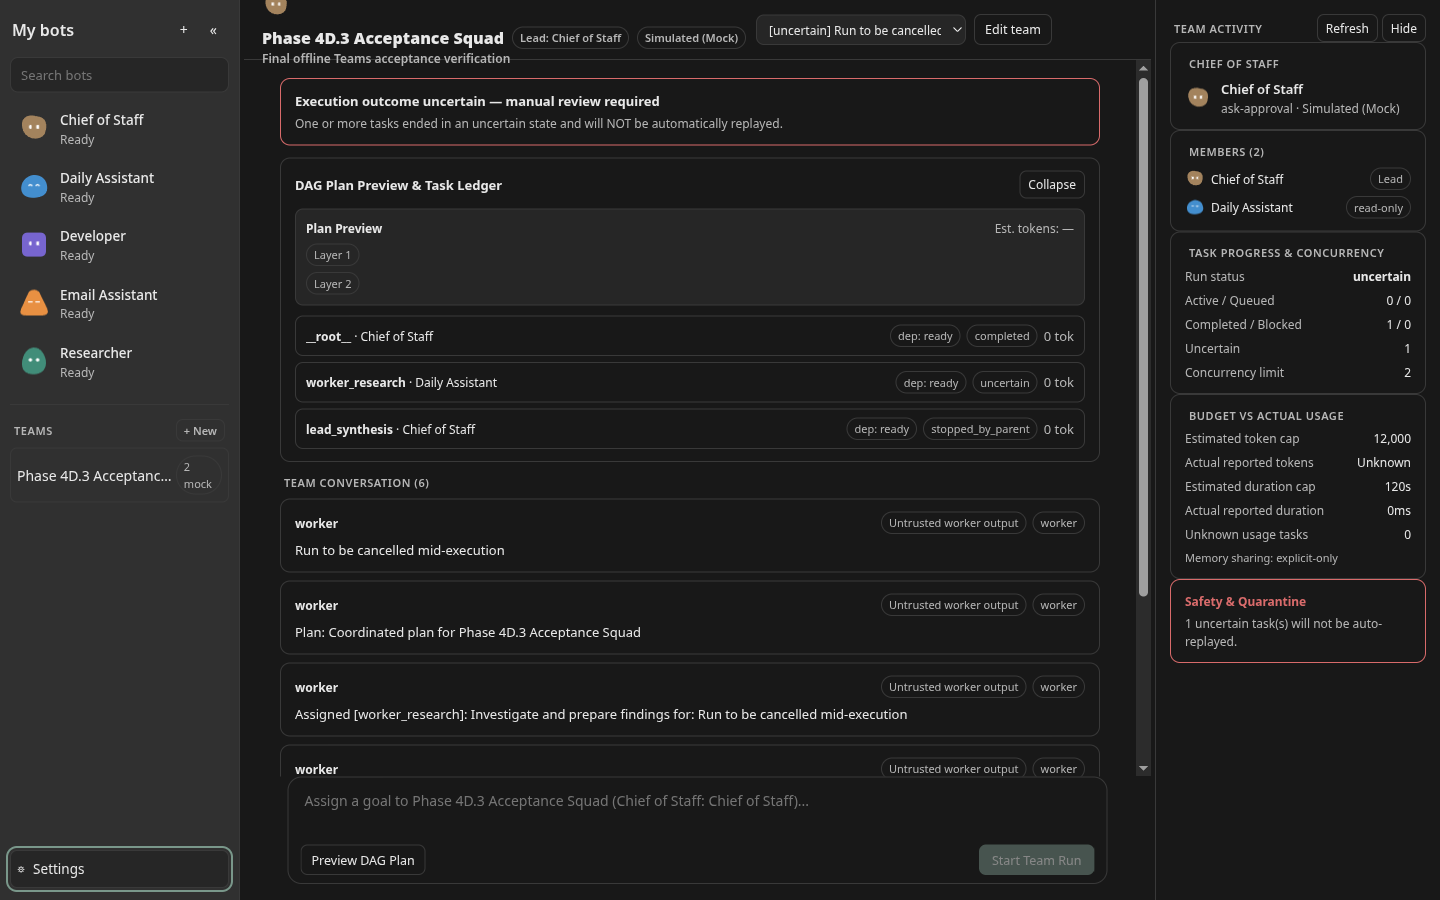 My bots
+
«
Search bots
Chief of Staff
Ready
Daily Assistant
Ready
Developer
Ready
Email Assistant
Ready
Researcher
Ready
TEAMS
+ New
Phase 4D.3 Acceptanc...
2 mock
Settings
Phase 4D.3 Acceptance Squad
Lead: Chief of Staff
Simulated (Mock)
[uncertain] Run to be cancelled
Edit team
Final offline Teams acceptance verification
Execution outcome uncertain — manual review required
One or more tasks ended in an uncertain state and will NOT be automatically replayed.
DAG Plan Preview & Task Ledger
Collapse
Plan Preview
Est. tokens: —
Layer 1
Layer 2
__root__ · Chief of Staff
dep: ready
completed
0 tok
worker_research · Daily Assistant
dep: ready
uncertain
0 tok
lead_synthesis · Chief of Staff
dep: ready
stopped_by_parent
0 tok
TEAM CONVERSATION (6)
worker
Untrusted worker output
worker
Run to be cancelled mid-execution
worker
Untrusted worker output
worker
Plan: Coordinated plan for Phase 4D.3 Acceptance Squad
worker
Untrusted worker output
worker
Assigned [worker_research]: Investigate and prepare findings for: Run to be cancelled mid-execution
worker
Untrusted worker output
worker
Assign a goal to Phase 4D.3 Acceptance Squad (Chief of Staff: Chief of Staff)...
Preview DAG Plan
Start Team Run
TEAM ACTIVITY
Refresh
Hide
CHIEF OF STAFF
Chief of Staff
ask-approval · Simulated (Mock)
MEMBERS (2)
Chief of Staff
Lead
Daily Assistant
read-only
TASK PROGRESS & CONCURRENCY
Run status
uncertain
Active / Queued
0 / 0
Completed / Blocked
1 / 0
Uncertain
1
Concurrency limit
2
BUDGET VS ACTUAL USAGE
Estimated token cap
12,000
Actual reported tokens
Unknown
Estimated duration cap
120s
Actual reported duration
0ms
Unknown usage tasks
0
Memory sharing: explicit-only
Safety & Quarantine
1 uncertain task(s) will not be auto-
replayed.